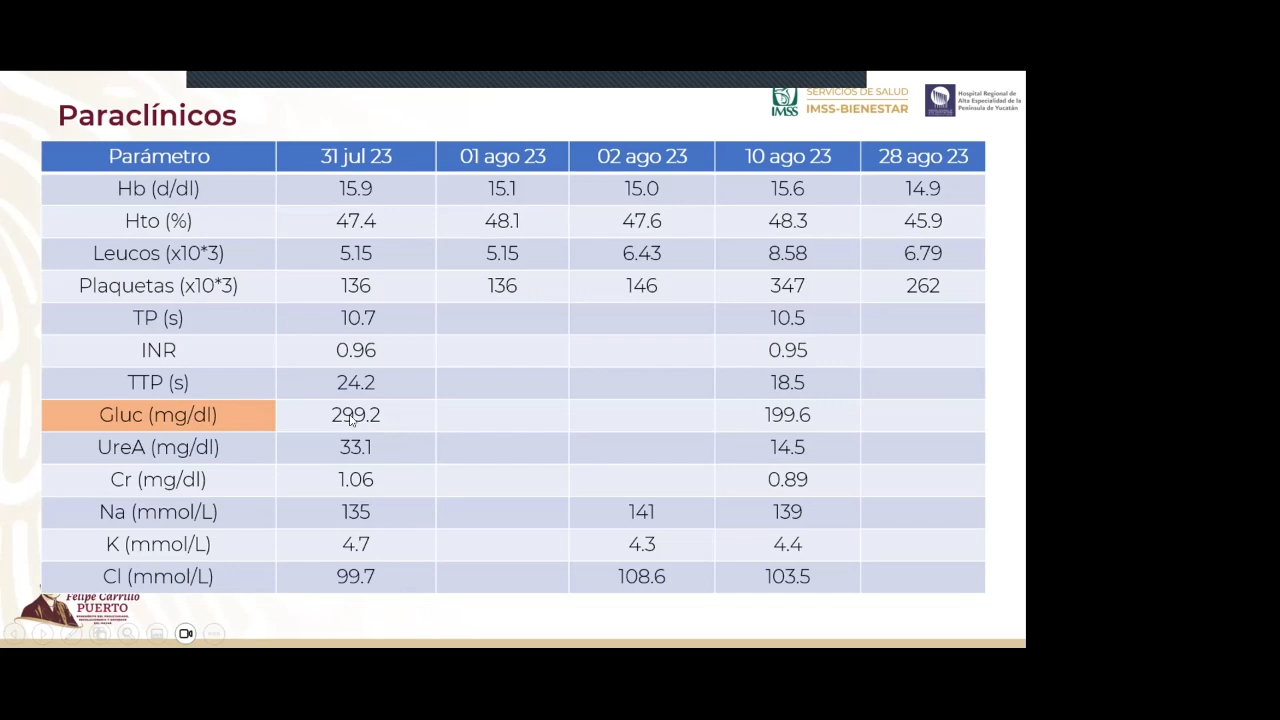 SERVICIOS DE SALUD
IMSS IMSS-BIENESTAR
Hospital Regional de
Alta Especialidad de la
Península de Yucatán
Paraclínicos
Parámetro 31 jul 23 01 ago 23 02 ago 23 10 ago 23 28 ago 23
Hb (d/dl) 15.9 15.1 15.0 15.6 14.9
Hto (%) 47.4 48.1 47.6 48.3 45.9
Leucos (x10*3) 5.15 5.15 6.43 8.58 6.79
Plaquetas (x10*3) 136 136 146 347 262
TP (s) 10.7 10.5
INR 0.96 0.95
TTP (s) 24.2 18.5
Gluc (mg/dl) 299.2 199.6
UreA (mg/dl) 33.1 14.5
Cr (mg/dl) 1.06 0.89
Na (mmol/L) 135 141 139
K (mmol/L) 4.7 4.3 4.4
Cl (mmol/L) 99.7 108.6 103.5
Felipe Carrillo
PUERTO